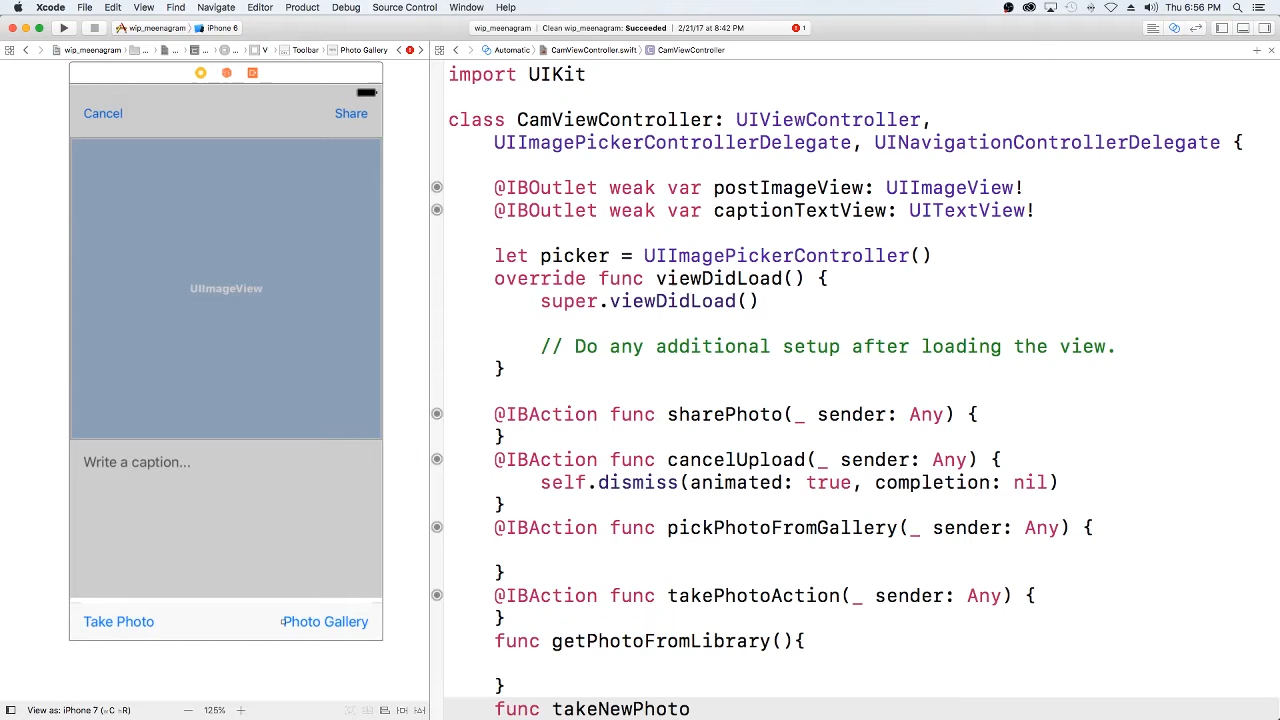 Xcode File Edit View Find Navigate Editor Product Debug Source Control Window Help Thu 6:56 PM
wip_meenagram iPhone 6 wip_meenagram Clean wip_meenagram: Succeeded 2/21/17 at 8:42 PM 1
wip_meenagram ... ... ... V Toolbar Photo Gallery Automatic CamViewController.swift CamViewController
Cancel Share
UIImageView
Write a caption...
Take Photo Photo Gallery
View as: iPhone 7 (wC hR) 125%
import UIKit
class CamViewController: UIViewController,
UIImagePickerControllerDelegate, UINavigationControllerDelegate {
@IBOutlet weak var postImageView: UIImageView!
@IBOutlet weak var captionTextView: UITextView!
let picker = UIImagePickerController()
override func viewDidLoad() {
super.viewDidLoad()
// Do any additional setup after loading the view.
}
@IBAction func sharePhoto(_ sender: Any) {
}
@IBAction func cancelUpload(_ sender: Any) {
self.dismiss(animated: true, completion: nil)
}
@IBAction func pickPhotoFromGallery(_ sender: Any) {
}
@IBAction func takePhotoAction(_ sender: Any) {
}
func getPhotoFromLibrary(){
}
func takeNewPhoto